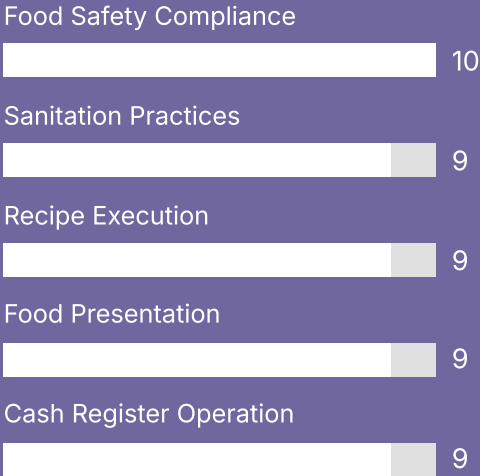 Food Safety Compliance
10
Sanitation Practices
9
Recipe Execution
9
Food Presentation
9
Cash Register Operation
9